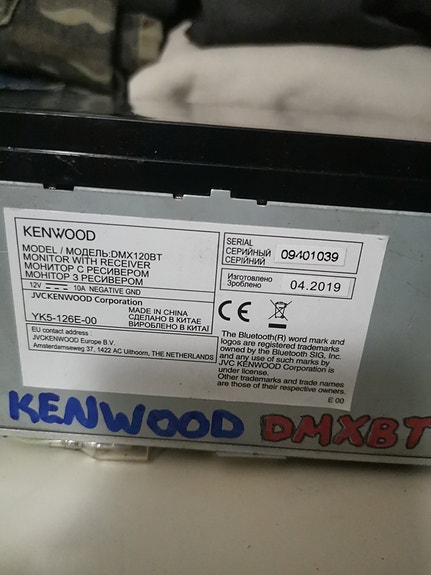 KENWOOD
MODEL / МОДЕЛЬ:DMX120BT
MONITOR WITH RECEIVER
МОНИТОР С РЕСИВЕРОМ
МОНІТОР З РЕСИВЕРОМ
12V 10A NEGATIVE GND
JVCKENWOOD Corporation
MADE IN CHINA
СДЕЛАНО В КИТАЕ
YK5-126E-00 ВИРОБЛЕНО В КИТАЇ
EU contact address
JVCKENWOOD Europe B.V.
Amsterdamseweg 37, 1422 AC Uithoorn, THE NETHERLANDS
SERIAL
СЕРИЙНЫЙ 09401039
СЕРІЙНИЙ
Изготовлено
Зроблено 04.2019
CE
The Bluetooth(R) word mark and
logos are registered trademarks
owned by the Bluetooth SIG, Inc.
and any use of such marks by
JVC KENWOOD Corporation is
under license.
Other trademarks and trade names
are those of their respective owners.
E 00
KENWOOD DMXBT